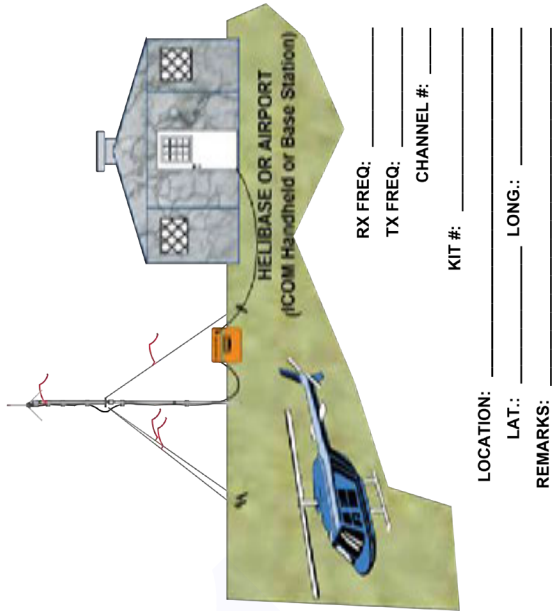 HELIBASE OR AIRPORT
(ICOM Handheld or Base Station)
RX FREQ:
TX FREQ:
CHANNEL #:
KIT #:
LOCATION:
LAT.: LONG.:
REMARKS: